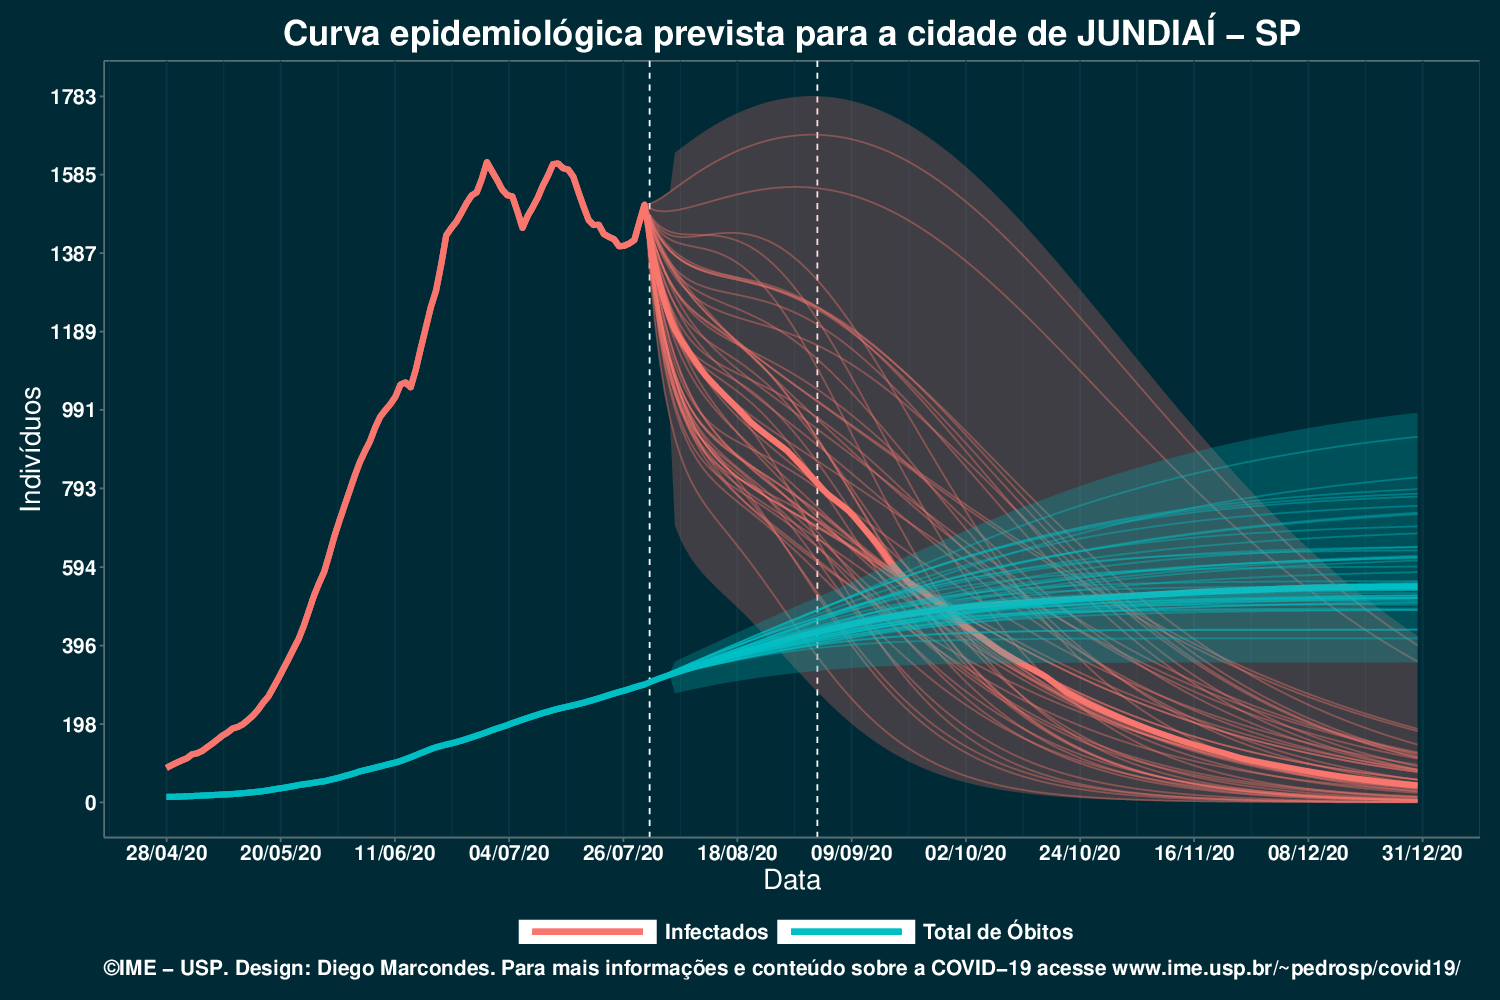 Curva epidemiológica prevista para a cidade de JUNDIAÍ – SP
1783
1585
1387
1189
991
793
594
396
198
0
Indivíduos
28/04/20 20/05/20 11/06/20 04/07/20 26/07/20 18/08/20 09/09/20 02/10/20 24/10/20 16/11/20 08/12/20 31/12/20
Data
Infectados Total de Óbitos
©IME – USP. Design: Diego Marcondes. Para mais informações e conteúdo sobre a COVID–19 acesse www.ime.usp.br/~pedrosp/covid19/